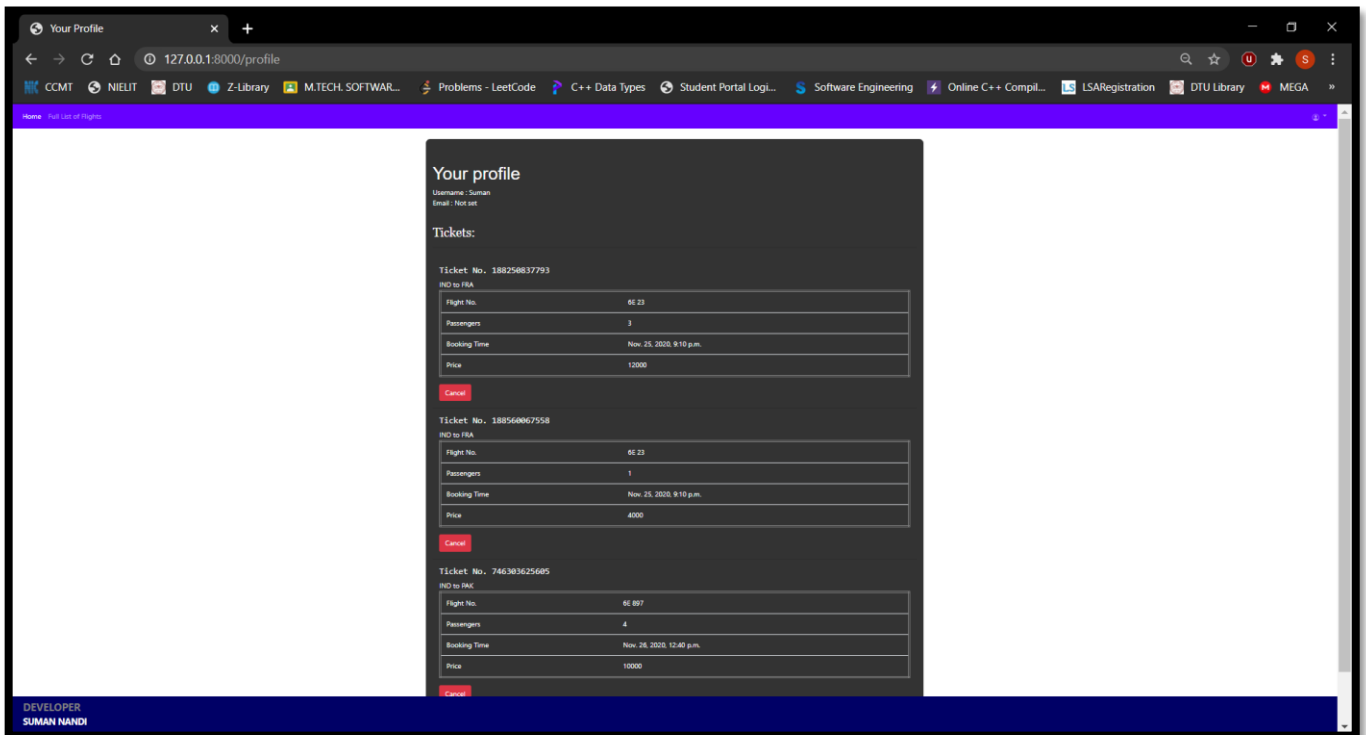 Your Profile
127.0.0.1:8000/profile
CCMT NIELIT DTU Z-Library M.TECH. SOFTWAR... Problems - LeetCode C++ Data Types Student Portal Logi... Software Engineering Online C++ Compil... LSARegistration DTU Library MEGA »
Home Full List of Flights
Your profile
Username : Suman
Email : Not set
Tickets:
Ticket No. 188250837793
IND to FRA
Flight No. 6E 23
Passengers 3
Booking Time Nov. 25, 2020, 9:10 p.m.
Price 12000
Cancel
Ticket No. 188560067558
IND to FRA
Flight No. 6E 23
Passengers 1
Booking Time Nov. 25, 2020, 9:10 p.m.
Price 4000
Cancel
Ticket No. 746303625605
IND to PAK
Flight No. 6E 897
Passengers 4
Booking Time Nov. 26, 2020, 12:40 p.m.
Price 10000
Cancel
DEVELOPER
SUMAN NANDI